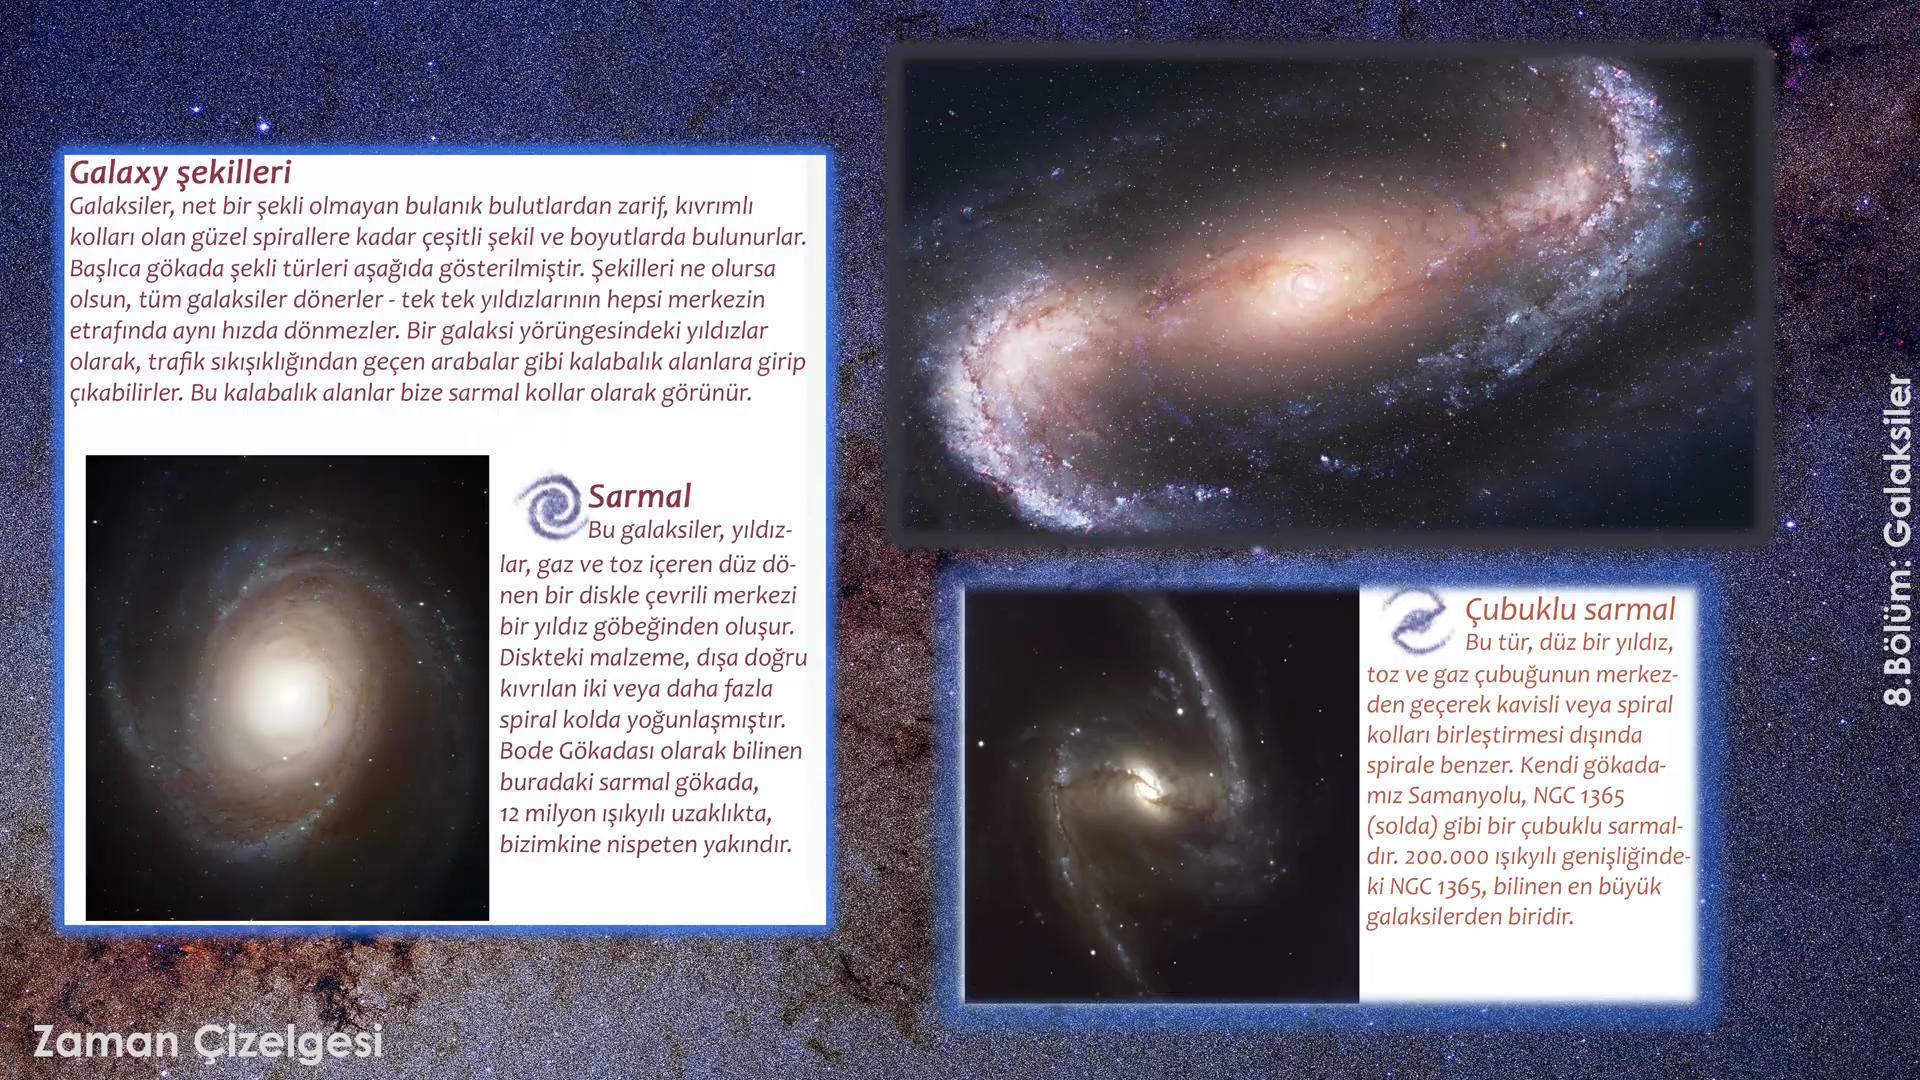 Galaxy şekilleri
Galaksiler, net bir şekli olmayan bulanık bulutlardan zarif, kıvrımlı
kolları olan güzel spirallere kadar çeşitli şekil ve boyutlarda bulunurlar.
Başlıca gökada şekli türleri aşağıda gösterilmiştir. Şekilleri ne olursa
olsun, tüm galaksiler dönerler - tek tek yıldızlarının hepsi merkezin
etrafında aynı hızda dönmezler. Bir galaksi yörüngesindeki yıldızlar
olarak, trafik sıkışıklığından geçen arabalar gibi kalabalık alanlara girip
çıkabilirler. Bu kalabalık alanlar bize sarmal kollar olarak görünür.
Sarmal
Bu galaksiler, yıldız-
lar, gaz ve toz içeren düz dö-
nen bir diskle çevrili merkezi
bir yıldız göbeğinden oluşur.
Diskteki malzeme, dışa doğru
kıvrılan iki veya daha fazla
spiral kolda yoğunlaşmıştır.
Bode Gökadası olarak bilinen
buradaki sarmal gökada,
12 milyon ışıkyılı uzaklıkta,
bizimkine nispeten yakındır.
Çubuklu sarmal
Bu tür, düz bir yıldız,
toz ve gaz çubuğunun merkez-
den geçerek kavisli veya spiral
kolları birleştirmesi dışında
spirale benzer. Kendi gökada-
mız Samanyolu, NGC 1365
(solda) gibi bir çubuklu sarmal-
dır. 200.000 ışıkyılı genişliğinde-
ki NGC 1365, bilinen en büyük
galaksilerden biridir.
8.Bölüm: Galaksiler
Zaman Çizelgesi